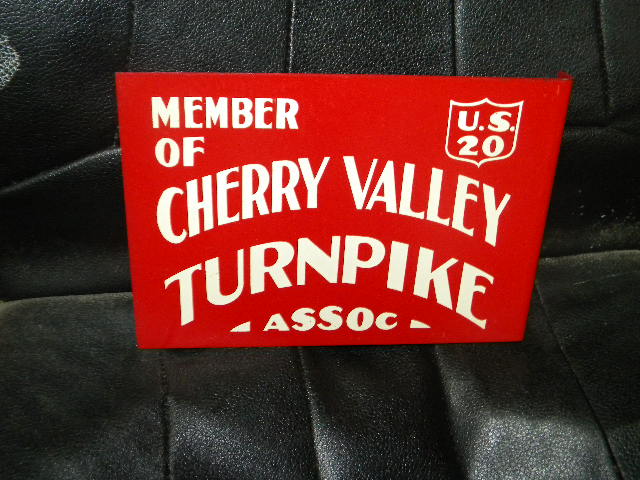 MEMBER
OF
U.S.
20
CHERRY VALLEY
TURNPIKE
ASSOC